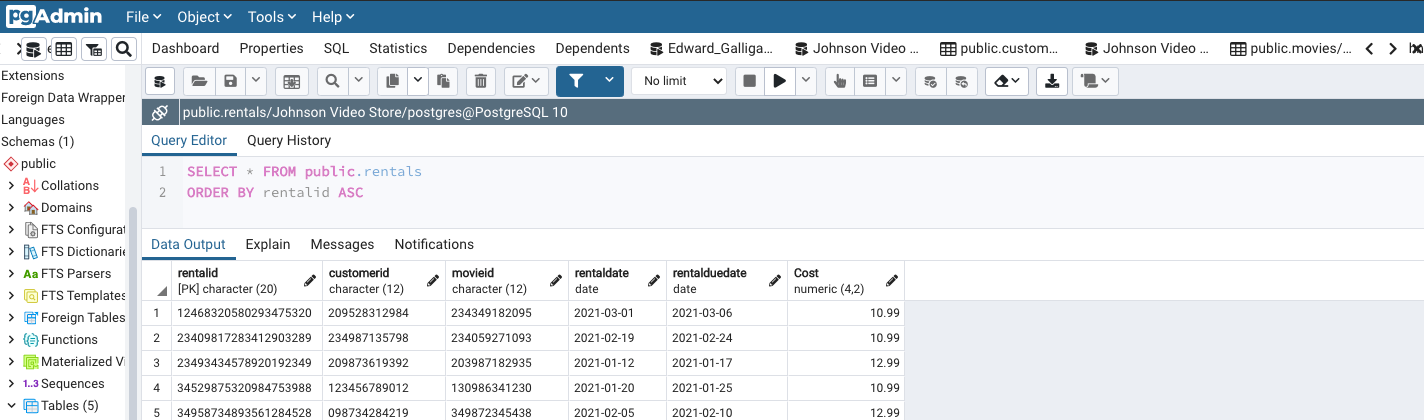 pgAdmin File Object Tools Help
Dashboard Properties SQL Statistics Dependencies Dependents Edward_Galliga... Johnson Video ... public.custom... Johnson Video ... public.movies/...
No limit
public.rentals/Johnson Video Store/postgres@PostgreSQL 10
Query Editor Query History
1 SELECT * FROM public.rentals
2 ORDER BY rentalid ASC
Extensions
Foreign Data Wrapper
Languages
Schemas (1)
public
Collations
Domains
FTS Configurat
FTS Dictionarie
Aa FTS Parsers
FTS Templates
Foreign Tables
Functions
Materialized Vi
1..3 Sequences
Tables (5)
Data Output Explain Messages Notifications
rentalid customerid movieid rentaldate rentalduedate Cost
[PK] character (20) character (12) character (12) date date numeric (4,2)
1 12468320580293475320 209528312984 234349182095 2021-03-01 2021-03-06 10.99
2 23409817283412903289 234987135798 234059271093 2021-02-19 2021-02-24 10.99
3 23493434578920192349 209873619392 203987182935 2021-01-12 2021-01-17 12.99
4 34529875320984753988 123456789012 130986341230 2021-01-20 2021-01-25 10.99
5 34958734893561284528 098734284219 349872345438 2021-02-05 2021-02-10 12.99